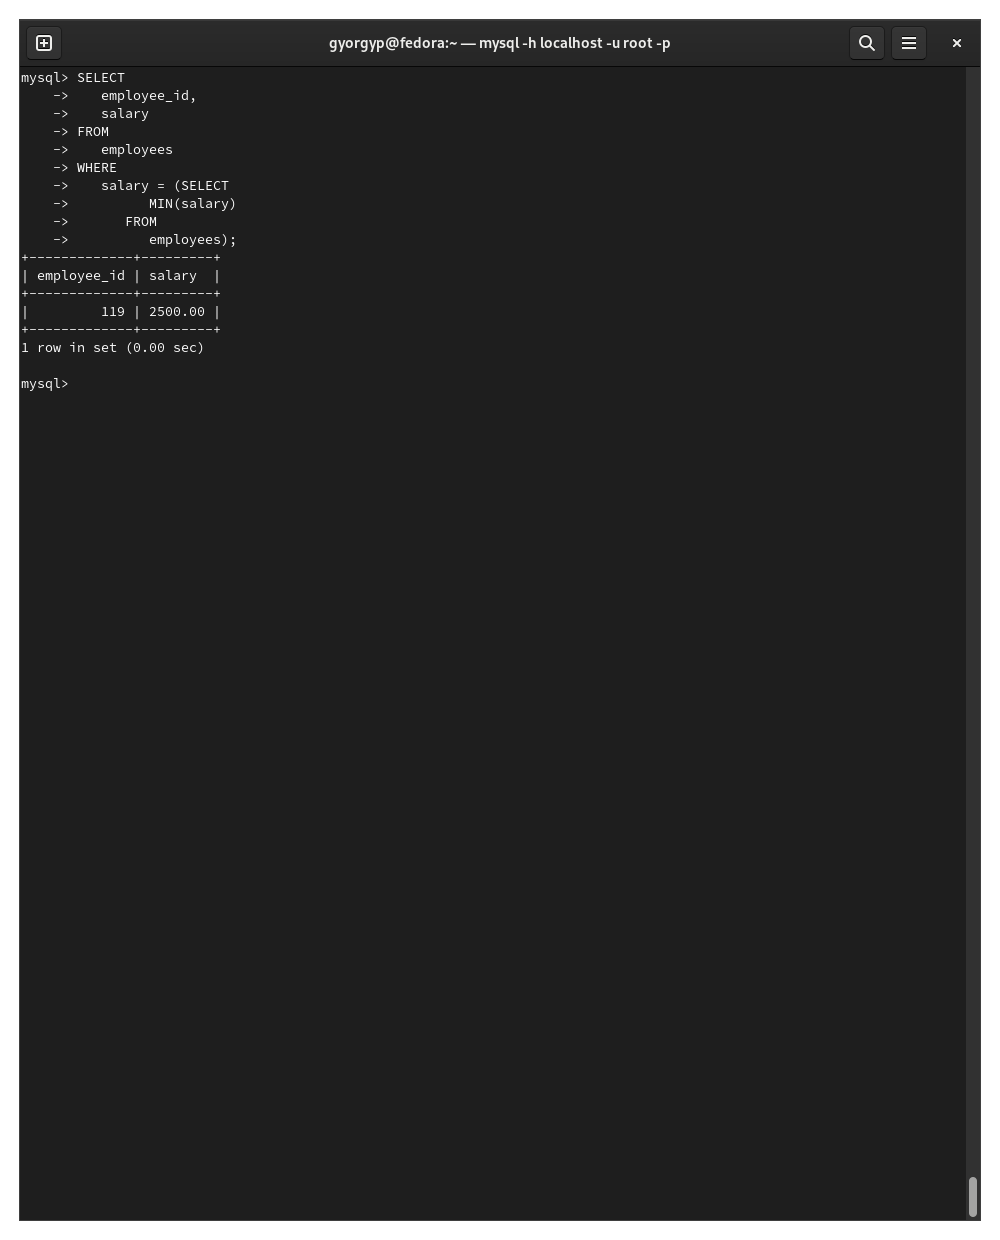 gyorgyp@fedora:~ — mysql -h localhost -u root -p
mysql> SELECT
    ->    employee_id,
    ->    salary
    -> FROM
    ->    employees
    -> WHERE
    ->    salary = (SELECT
    ->          MIN(salary)
    ->       FROM
    ->          employees);
+-------------+---------+
| employee_id | salary  |
+-------------+---------+
|         119 | 2500.00 |
+-------------+---------+
1 row in set (0.00 sec)
mysql>